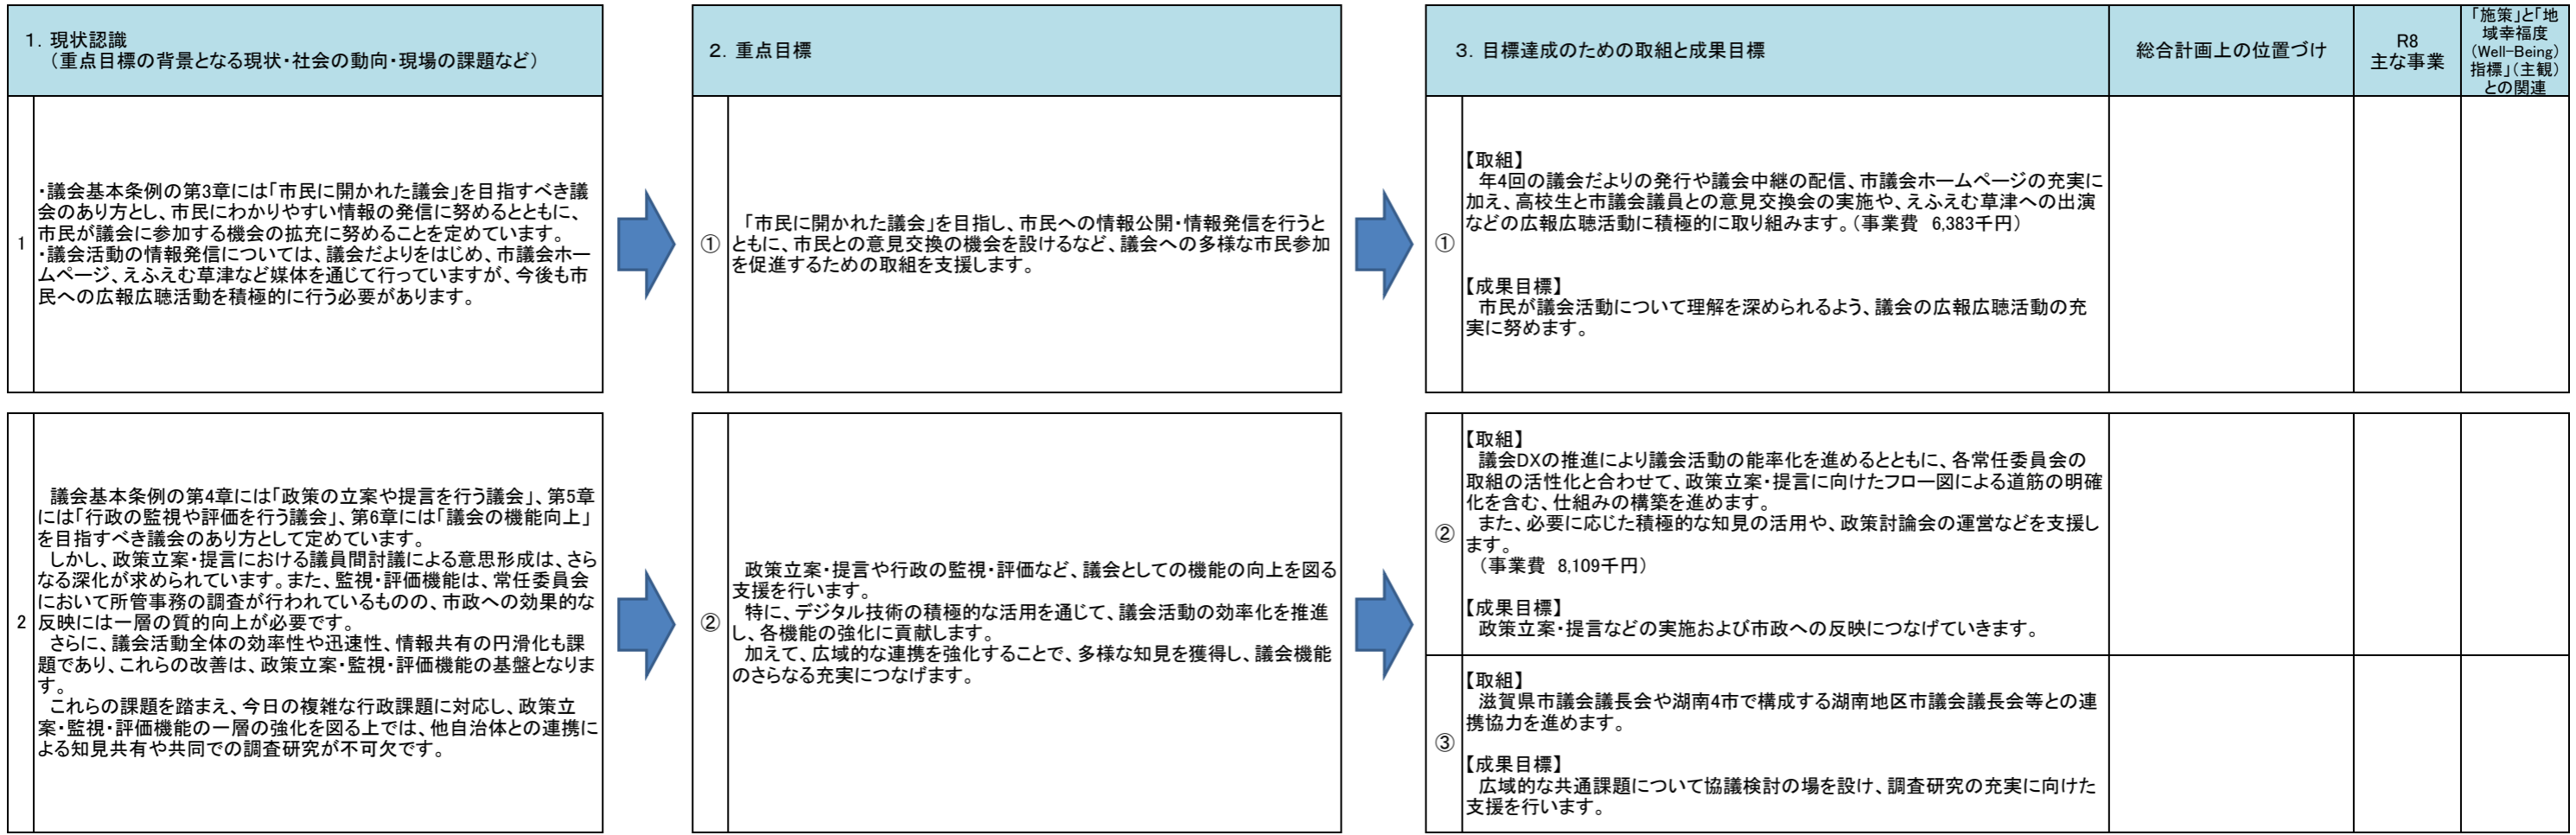 1．現状認識
（重点目標の背景となる現状・社会の動向・現場の課題など）
2．重点目標
3．目標達成のための取組と成果目標
総合計画上の位置づけ
R8
主な事業
「施策」と「地
域幸福度
（Well-Being）
指標」（主観）
との関連
1
・議会基本条例の第3章には「市民に開かれた議会」を目指すべき議
会のあり方とし、市民にわかりやすい情報の発信に努めるとともに、
市民が議会に参加する機会の拡充に努めることを定めています。
・議会活動の情報発信については、議会だよりをはじめ、市議会ホー
ムページ、えふえむ草津など媒体を通じて行っていますが、今後も市
民への広報広聴活動を積極的に行う必要があります。
①
「市民に開かれた議会」を目指し、市民への情報公開・情報発信を行うと
ともに、市民との意見交換の機会を設けるなど、議会への多様な市民参加
を促進するための取組を支援します。
①
【取組】
年4回の議会だよりの発行や議会中継の配信、市議会ホームページの充実に
加え、高校生と市議会議員との意見交換会の実施や、えふえむ草津への出演
などの広報広聴活動に積極的に取り組みます。（事業費 6,383千円）
【成果目標】
市民が議会活動について理解を深められるよう、議会の広報広聴活動の充
実に努めます。
2
議会基本条例の第4章には「政策の立案や提言を行う議会」、第5章
には「行政の監視や評価を行う議会」、第6章には「議会の機能向上」
を目指すべき議会のあり方として定めています。
しかし、政策立案・提言における議員間討議による意思形成は、さら
なる深化が求められています。また、監視・評価機能は、常任委員会
において所管事務の調査が行われているものの、市政への効果的な
反映には一層の質的向上が必要です。
さらに、議会活動全体の効率性や迅速性、情報共有の円滑化も課
題であり、これらの改善は、政策立案・監視・評価機能の基盤となりま
す。
これらの課題を踏まえ、今日の複雑な行政課題に対応し、政策立
案・監視・評価機能の一層の強化を図る上では、他自治体との連携に
よる知見共有や共同での調査研究が不可欠です。
②
政策立案・提言や行政の監視・評価など、議会としての機能の向上を図る
支援を行います。
特に、デジタル技術の積極的な活用を通じて、議会活動の効率化を推進
し、各機能の強化に貢献します。
加えて、広域的な連携を強化することで、多様な知見を獲得し、議会機能
のさらなる充実につなげます。
②
【取組】
議会DXの推進により議会活動の能率化を進めるとともに、各常任委員会の
取組の活性化と合わせて、政策立案・提言に向けたフロー図による道筋の明確
化を含む、仕組みの構築を進めます。
また、必要に応じた積極的な知見の活用や、政策討論会の運営などを支援し
ます。
（事業費 8,109千円）
【成果目標】
政策立案・提言などの実施および市政への反映につなげていきます。
③
【取組】
滋賀県市議会議長会や湖南4市で構成する湖南地区市議会議長会等との連
携協力を進めます。
【成果目標】
広域的な共通課題について協議検討の場を設け、調査研究の充実に向けた
支援を行います。